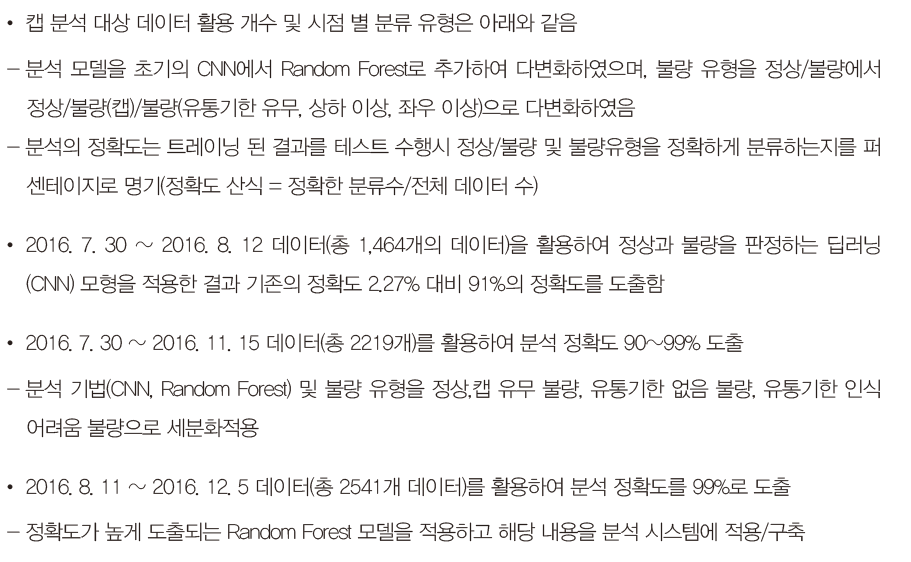 • 캡 분석 대상 데이터 활용 개수 및 시점 별 분류 유형은 아래와 같음
– 분석 모델을 초기의 CNN에서 Random Forest로 추가하여 다변화하였으며, 불량 유형을 정상/불량에서
정상/불량(캡)/불량(유통기한 유무, 상하 이상, 좌우 이상)으로 다변화하였음
– 분석의 정확도는 트레이닝 된 결과를 테스트 수행시 정상/불량 및 불량유형을 정확하게 분류하는지를 퍼
센테이지로 명기(정확도 산식 = 정확한 분류수/전체 데이터 수)
• 2016. 7. 30 ~ 2016. 8. 12 데이터(총 1,464개의 데이터)을 활용하여 정상과 불량을 판정하는 딥러닝
(CNN) 모형을 적용한 결과 기존의 정확도 2.27% 대비 91%의 정확도를 도출함
• 2016. 7. 30 ~ 2016. 11. 15 데이터(총 2219개)를 활용하여 분석 정확도 90~99% 도출
– 분석 기법(CNN, Random Forest) 및 불량 유형을 정상,캡 유무 불량, 유통기한 없음 불량, 유통기한 인식
어려움 불량으로 세분화적용
• 2016. 8. 11 ~ 2016. 12. 5 데이터(총 2541개 데이터)를 활용하여 분석 정확도를 99%로 도출
– 정확도가 높게 도출되는 Random Forest 모델을 적용하고 해당 내용을 분석 시스템에 적용/구축